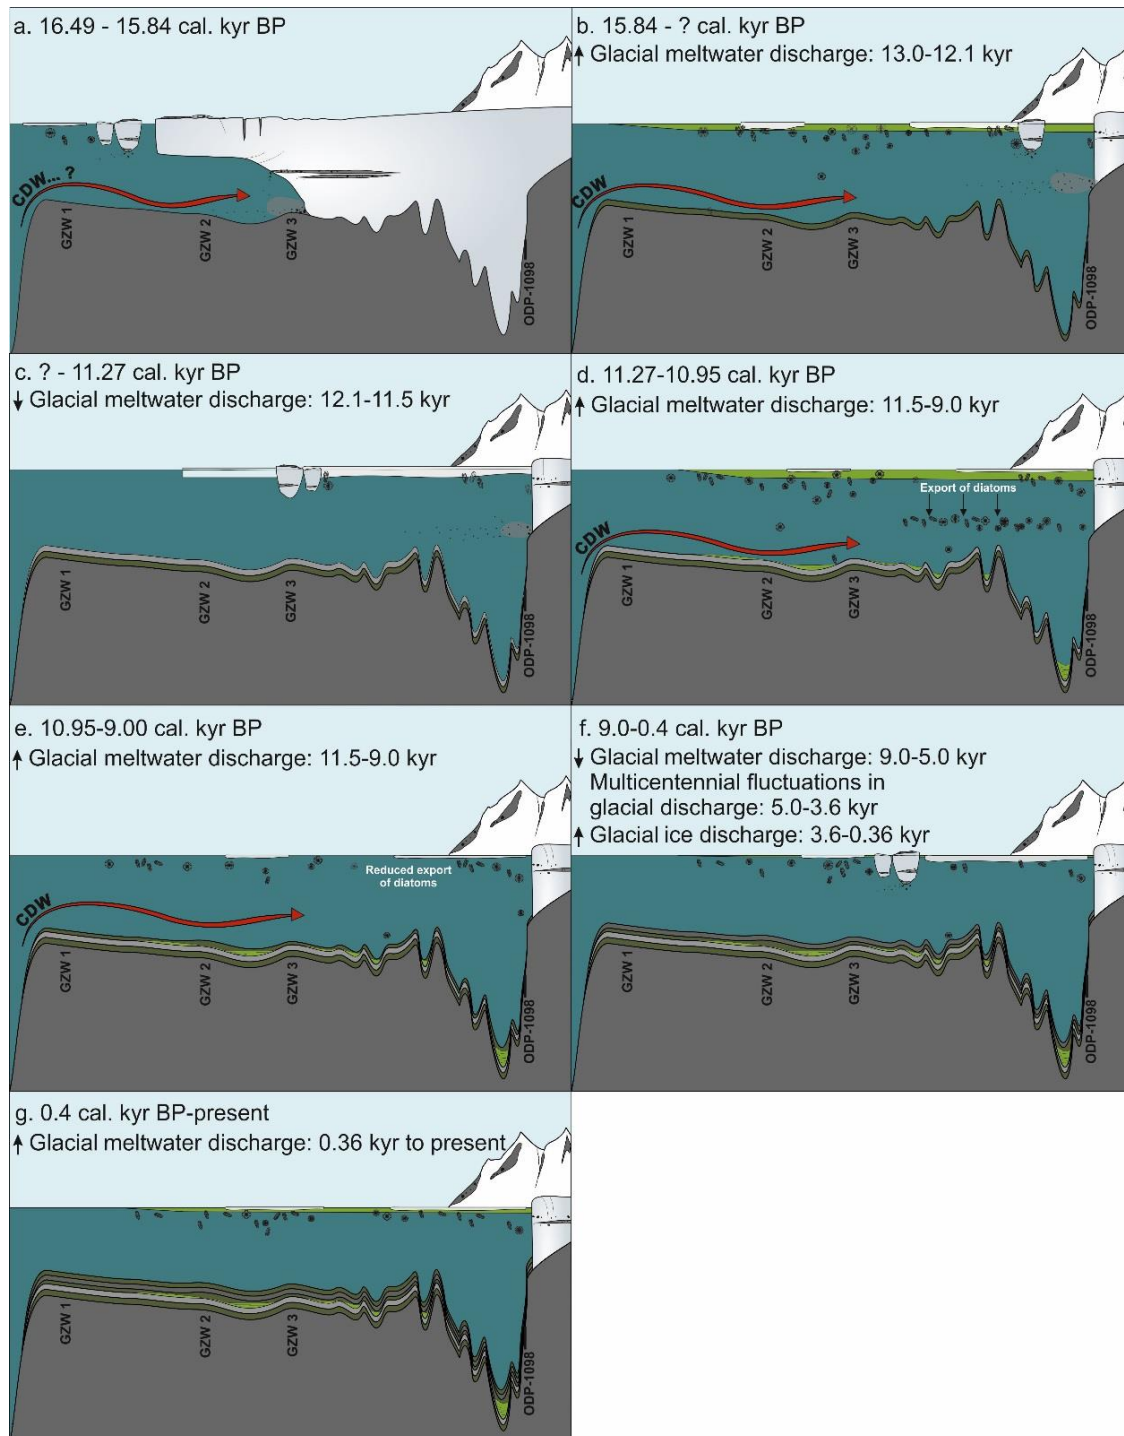 a. 16.49 - 15.84 cal. kyr BP
CDW... ?
GZW 1
GZW 2
GZW 3
ODP-1098
b. 15.84 - ? cal. kyr BP
↑ Glacial meltwater discharge: 13.0-12.1 kyr
CDW
GZW 1
GZW 2
GZW 3
ODP-1098
c. ? - 11.27 cal. kyr BP
↓ Glacial meltwater discharge: 12.1-11.5 kyr
GZW 1
GZW 2
GZW 3
ODP-1098
d. 11.27-10.95 cal. kyr BP
↑ Glacial meltwater discharge: 11.5-9.0 kyr
Export of diatoms
CDW
GZW 1
GZW 2
GZW 3
ODP-1098
e. 10.95-9.00 cal. kyr BP
↑ Glacial meltwater discharge: 11.5-9.0 kyr
Reduced export
of diatoms
CDW
GZW 1
GZW 2
GZW 3
ODP-1098
f. 9.0-0.4 cal. kyr BP
↓ Glacial meltwater discharge: 9.0-5.0 kyr
Multicentennial fluctuations in
glacial discharge: 5.0-3.6 kyr
↑ Glacial ice discharge: 3.6-0.36 kyr
GZW 1
GZW 2
GZW 3
ODP-1098
g. 0.4 cal. kyr BP-present
↑ Glacial meltwater discharge: 0.36 kyr to present
GZW 1
GZW 2
GZW 3
ODP-1098